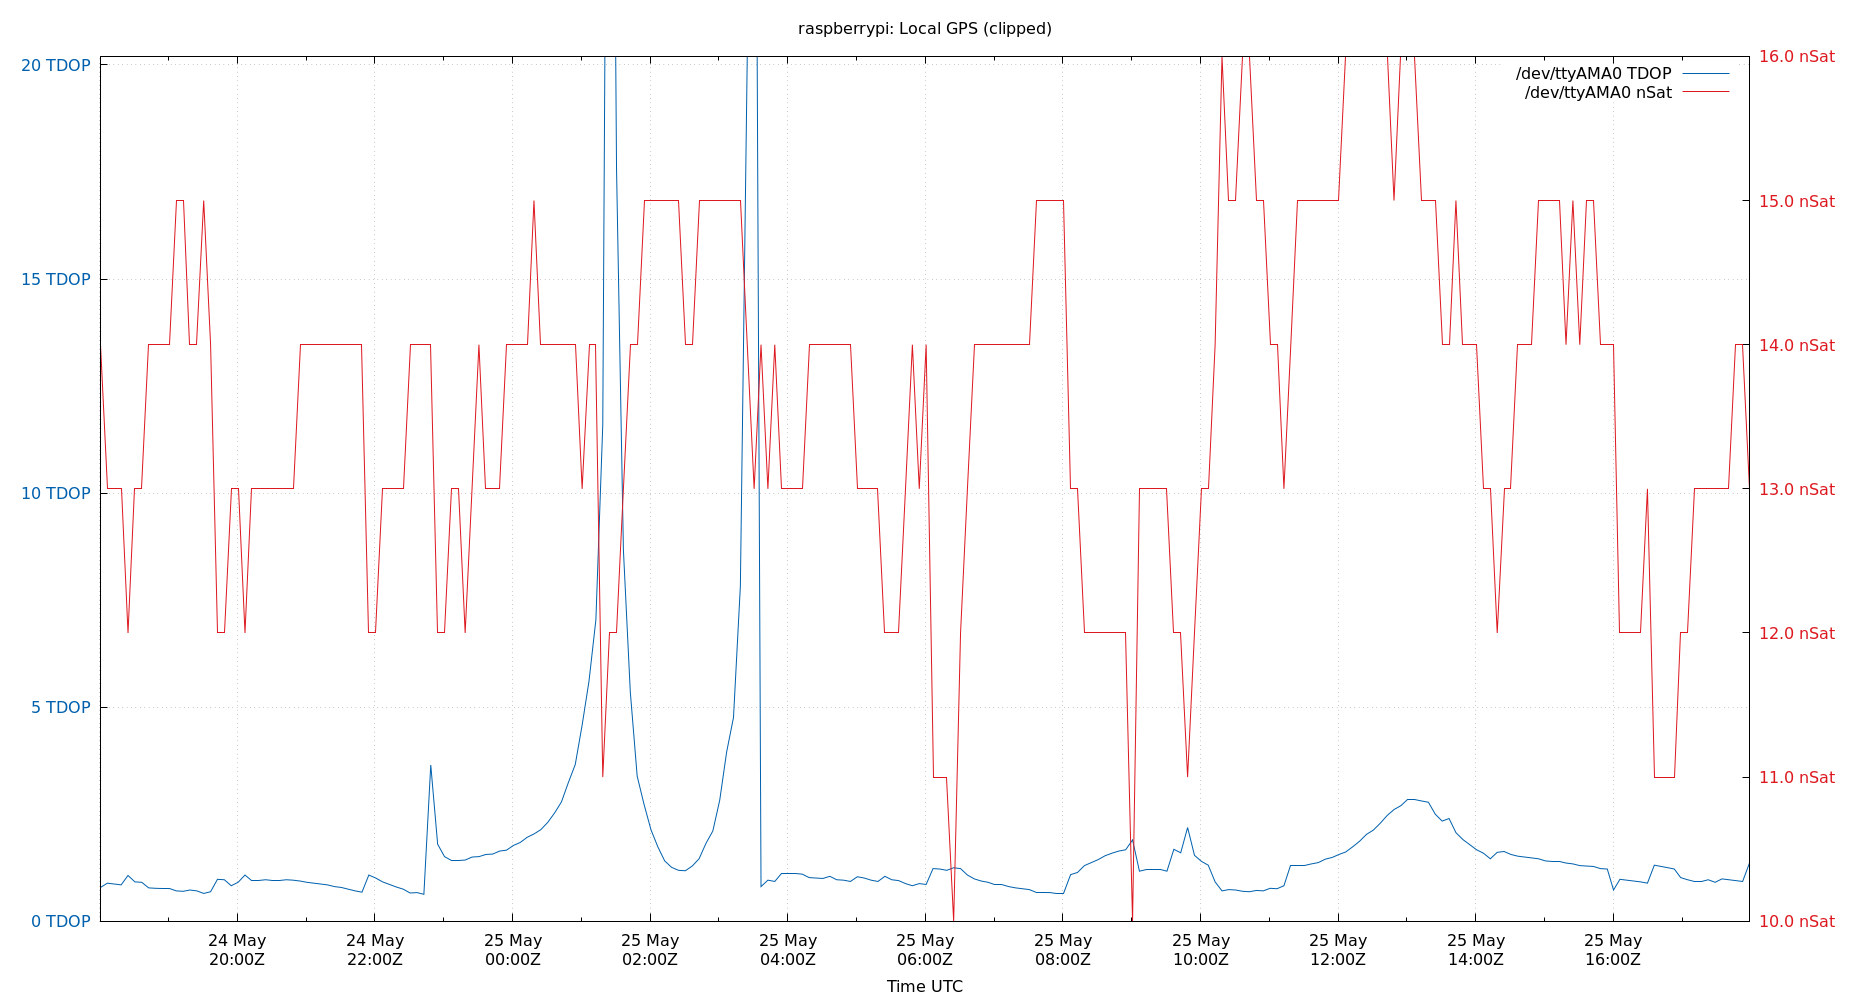 raspberrypi: Local GPS (clipped)
/dev/ttyAMA0 TDOP
/dev/ttyAMA0 nSat
20 TDOP
15 TDOP
10 TDOP
5 TDOP
0 TDOP
16.0 nSat
15.0 nSat
14.0 nSat
13.0 nSat
12.0 nSat
11.0 nSat
10.0 nSat
24 May
20:00Z
24 May
22:00Z
25 May
00:00Z
25 May
02:00Z
25 May
04:00Z
25 May
06:00Z
25 May
08:00Z
25 May
10:00Z
25 May
12:00Z
25 May
14:00Z
25 May
16:00Z
Time UTC